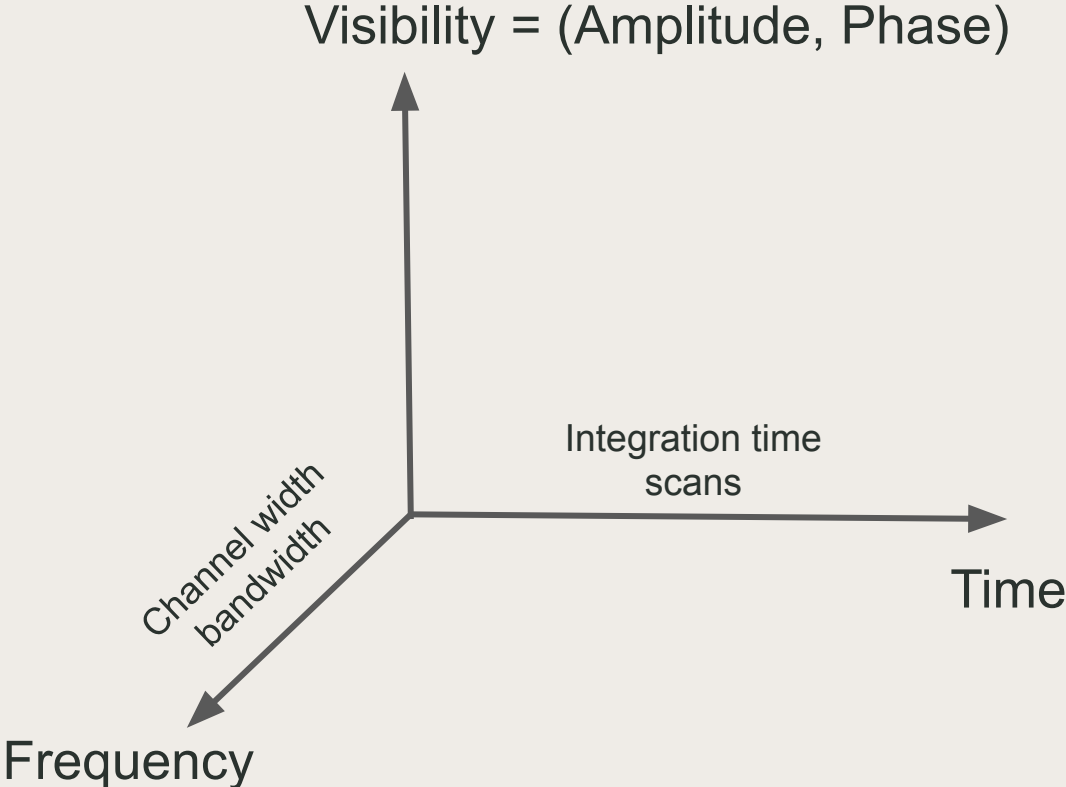 Visibility = (Amplitude, Phase)
Integration time
scans
Channel width
bandwidth
Time
Frequency